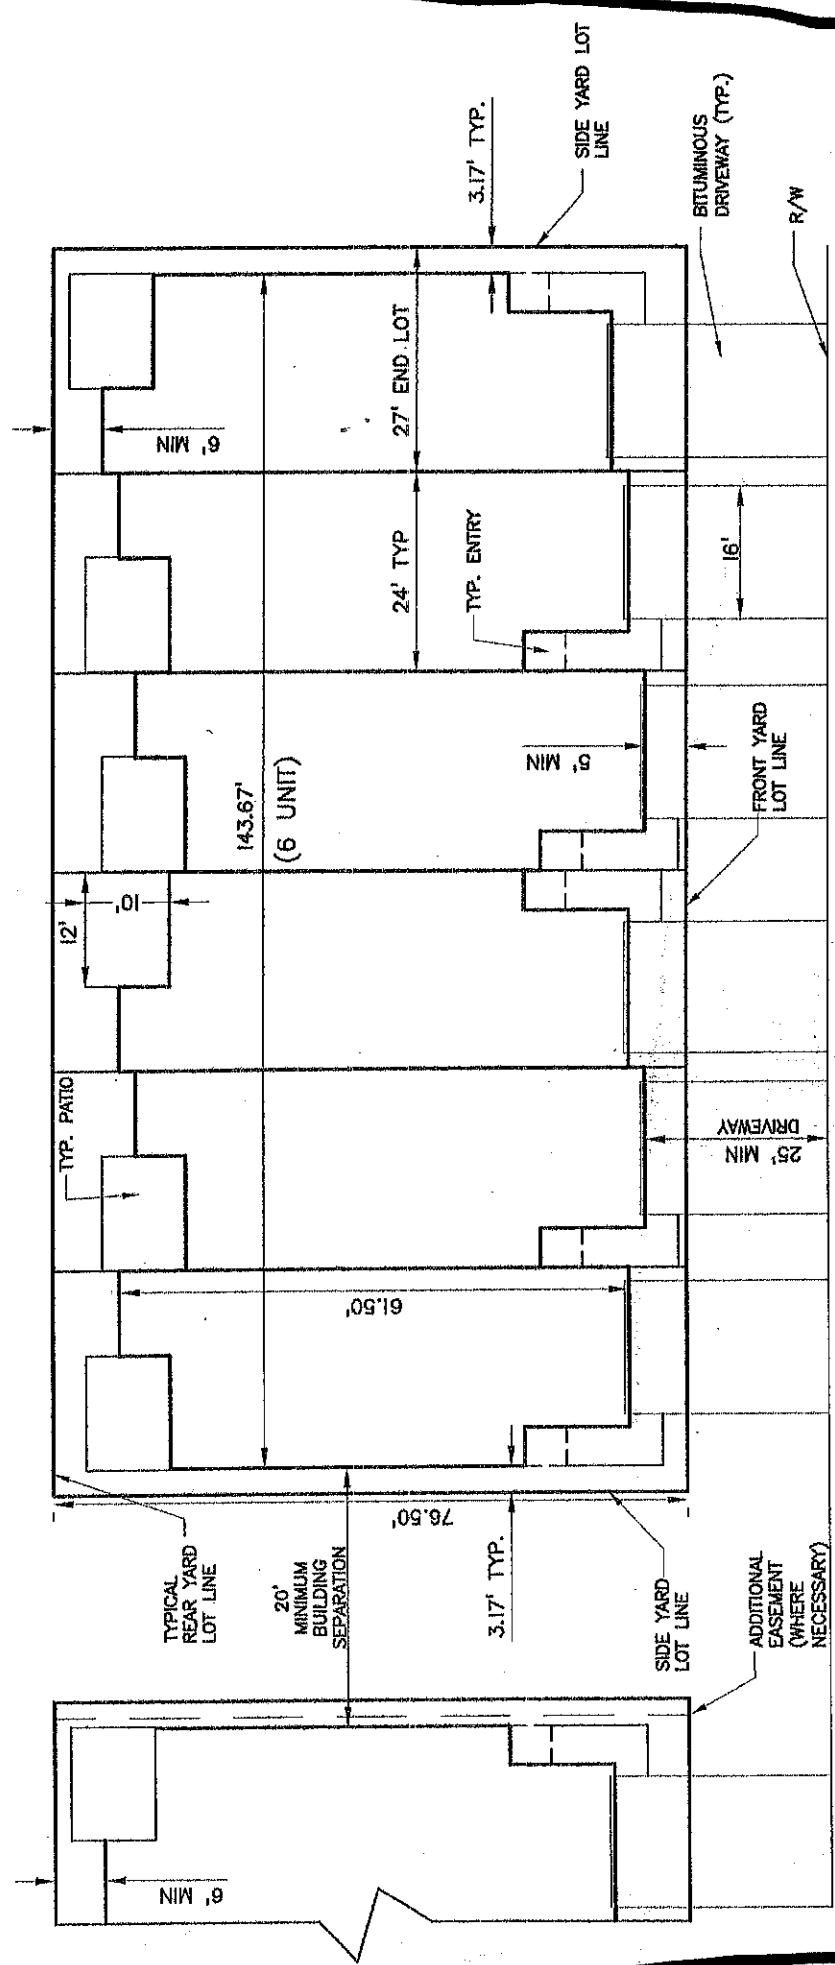 SIDE YARD LOT
LINE
3.17' TYP.
BITUMINOUS
DRIVEWAY (TYP.)
R/W
27' END LOT
6' MIN
24' TYP
TYP. ENTRY
16'
143.67'
(6 UNIT)
5' MIN
FRONT YARD
LOT LINE
12'
10'
TYP. PATIO
25' MIN
DRIVEWAY
61.50'
76.50'
TYPICAL
REAR YARD
LOT LINE
20'
MINIMUM
BUILDING
SEPARATION
3.17' TYP.
SIDE YARD
LOT LINE
ADDITIONAL
EASEMENT
(WHERE
NECESSARY)
6' MIN